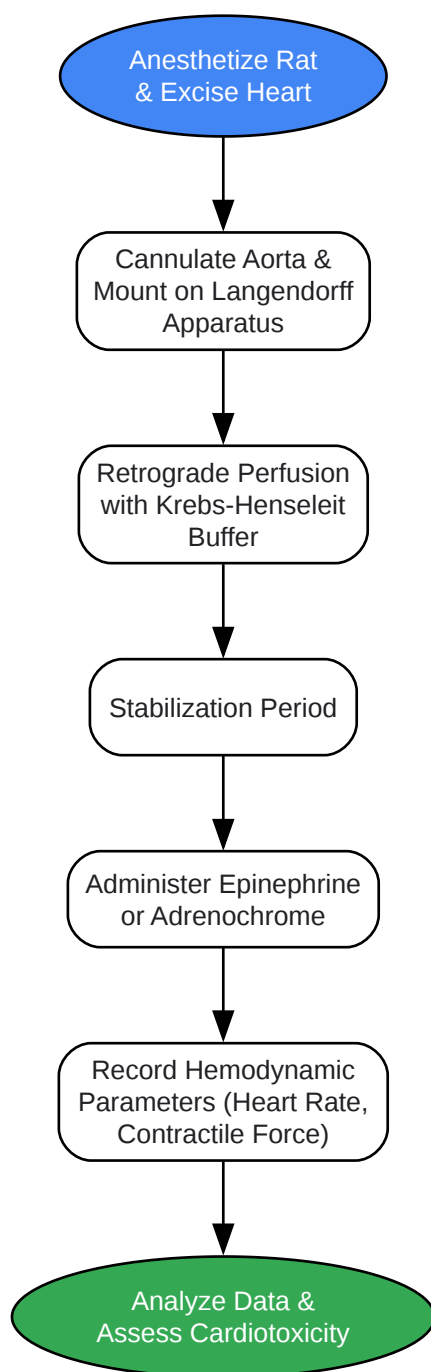 Anesthetize Rat
& Excise Heart
Cannulate Aorta &
Mount on Langendorff
Apparatus
Retrograde Perfusion
with Krebs-Henseleit
Buffer
Stabilization Period
Administer Epinephrine
or Adrenochrome
Record Hemodynamic
Parameters (Heart Rate,
Contractile Force)
Analyze Data &
Assess Cardiotoxicity